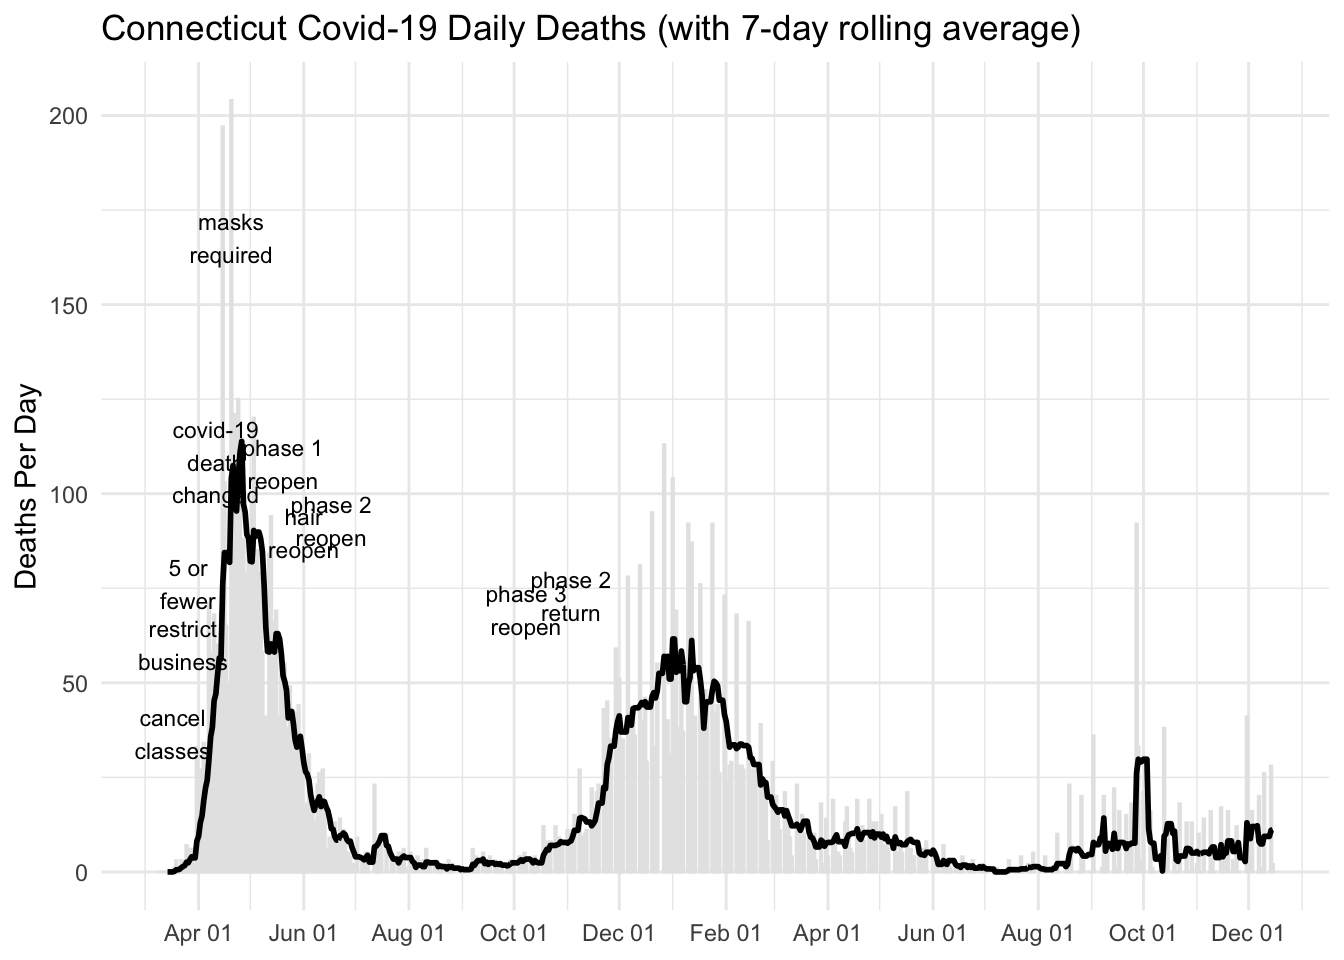 Connecticut Covid-19 Daily Deaths (with 7-day rolling average)
Deaths Per Day
200
150
100
50
0
masks
required
covid-19
death
changed
phase 1
reopen
phase 2
reopen
hair
reopen
5 or
fewer
restrict
business
cancel
classes
phase 2
return
phase 3
reopen
Apr 01 Jun 01 Aug 01 Oct 01 Dec 01 Feb 01 Apr 01 Jun 01 Aug 01 Oct 01 Dec 01